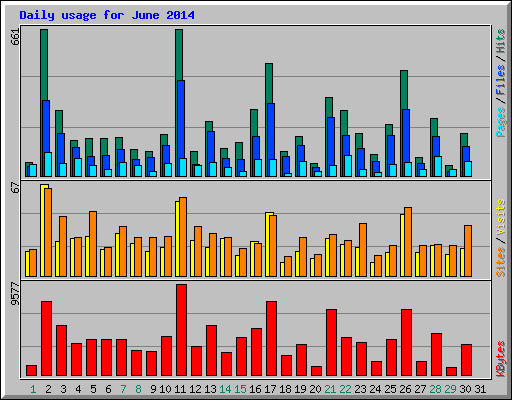 Daily usage for June 2014
661
Pages / Files / Hits
67
Sites / Visits
9577
KBytes
1 2 3 4 5 6 7 8 9 10 11 12 13 14 15 16 17 18 19 20 21 22 23 24 25 26 27 28 29 30 31